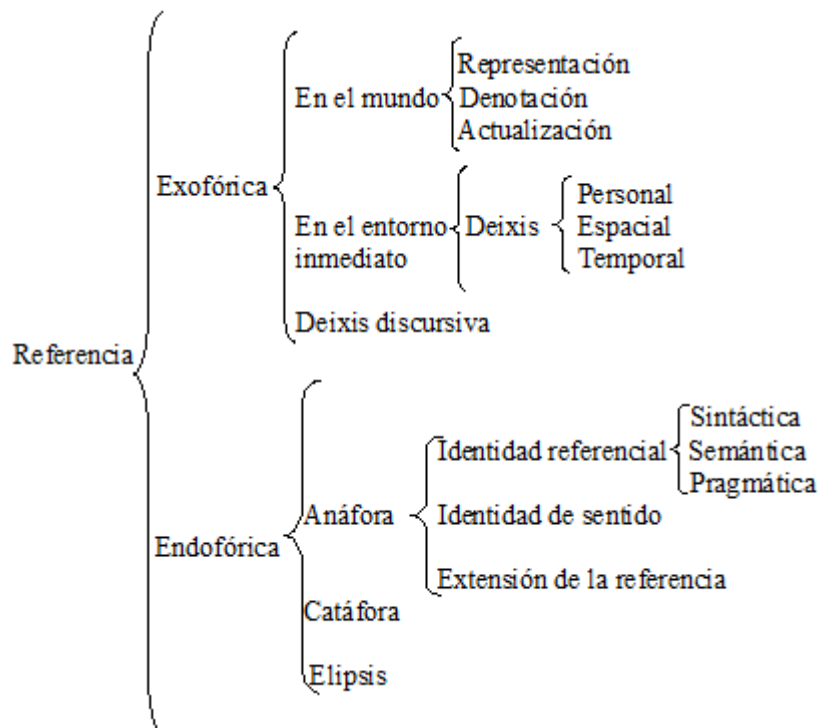 Representación
En el mundo Denotación
Actualización
Exofórica
Personal
En el entorno Deixis Espacial
inmediato Temporal
Deixis discursiva
Referencia
Sintáctica
Identidad referencial Semántica
Pragmática
Anáfora Identidad de sentido
Endofórica
Extensión de la referencia
Catáfora
Elipsis